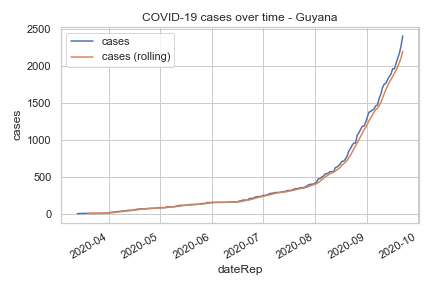 COVID-19 cases over time - Guyana
cases
cases (rolling)
2500
2000
1500
1000
500
0
cases
2020-04
2020-05
2020-06
2020-07
2020-08
2020-09
2020-10
dateRep